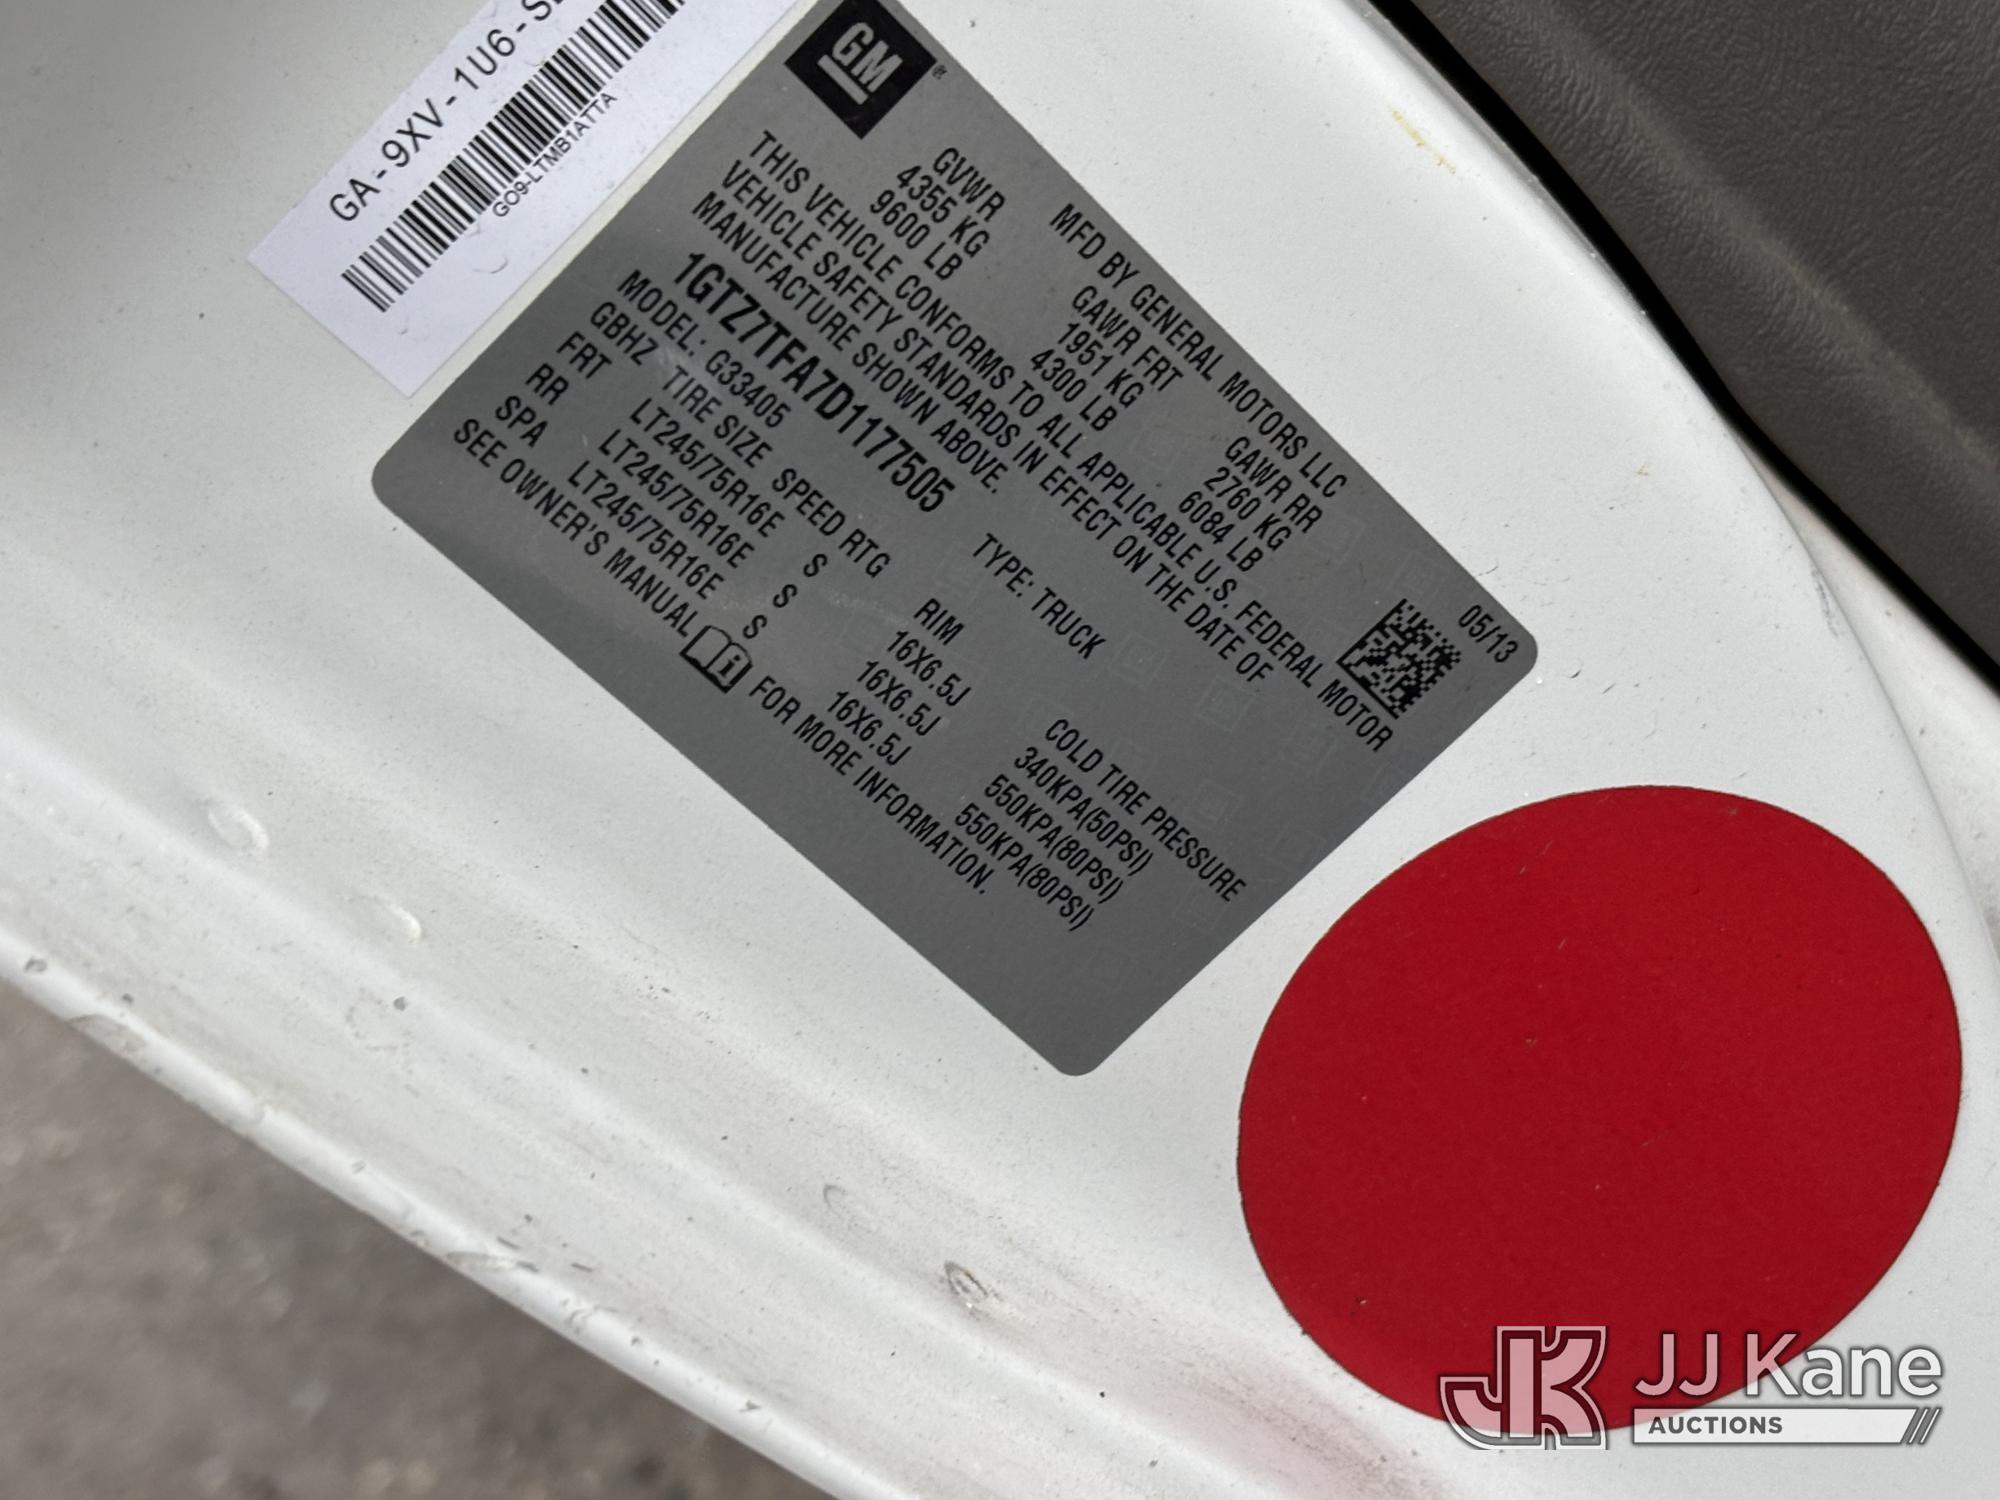 GA-9XV-1U6-
GO9-LTMB1ATTA
GM
MFD BY GENERAL MOTORS LLC 05/13
GVWR GAWR FRT GAWR RR
4355 KG 1951 KG 2760 KG
9600 LB 4300 LB 6084 LB
THIS VEHICLE CONFORMS TO ALL APPLICABLE U.S. FEDERAL MOTOR
VEHICLE SAFETY STANDARDS IN EFFECT ON THE DATE OF
MANUFACTURE SHOWN ABOVE.
1GTZ7TFA7D1177505 TYPE: TRUCK
MODEL: G33405
GBHZ TIRE SIZE SPEED RTG RIM COLD TIRE PRESSURE
FRT LT245/75R16E S 16X6.5J 340KPA(50PSI)
RR LT245/75R16E S 16X6.5J 550KPA(80PSI)
SPA LT245/75R16E S 16X6.5J 550KPA(80PSI)
SEE OWNER'S MANUAL i FOR MORE INFORMATION.
JK JJ Kane
AUCTIONS